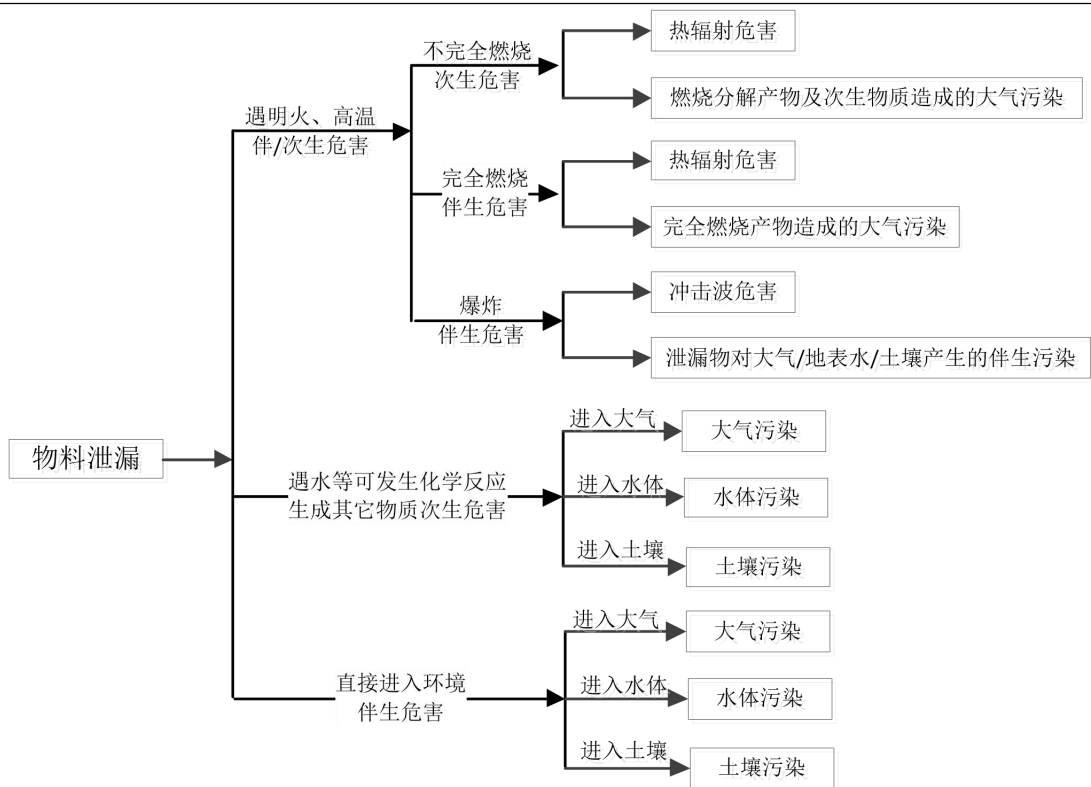 不完全燃烧
次生危害
热辐射危害
燃烧分解产物及次生物质造成的大气污染
遇明火、高温
伴/次生危害
完全燃烧
伴生危害
热辐射危害
完全燃烧产物造成的大气污染
爆炸
伴生危害
冲击波危害
泄漏物对大气/地表水/土壤产生的伴生污染
物料泄漏
遇水等可发生化学反应
生成其它物质次生危害
进入大气
大气污染
进入水体
水体污染
进入土壤
土壤污染
直接进入环境
伴生危害
进入大气
大气污染
进入水体
水体污染
进入土壤
土壤污染